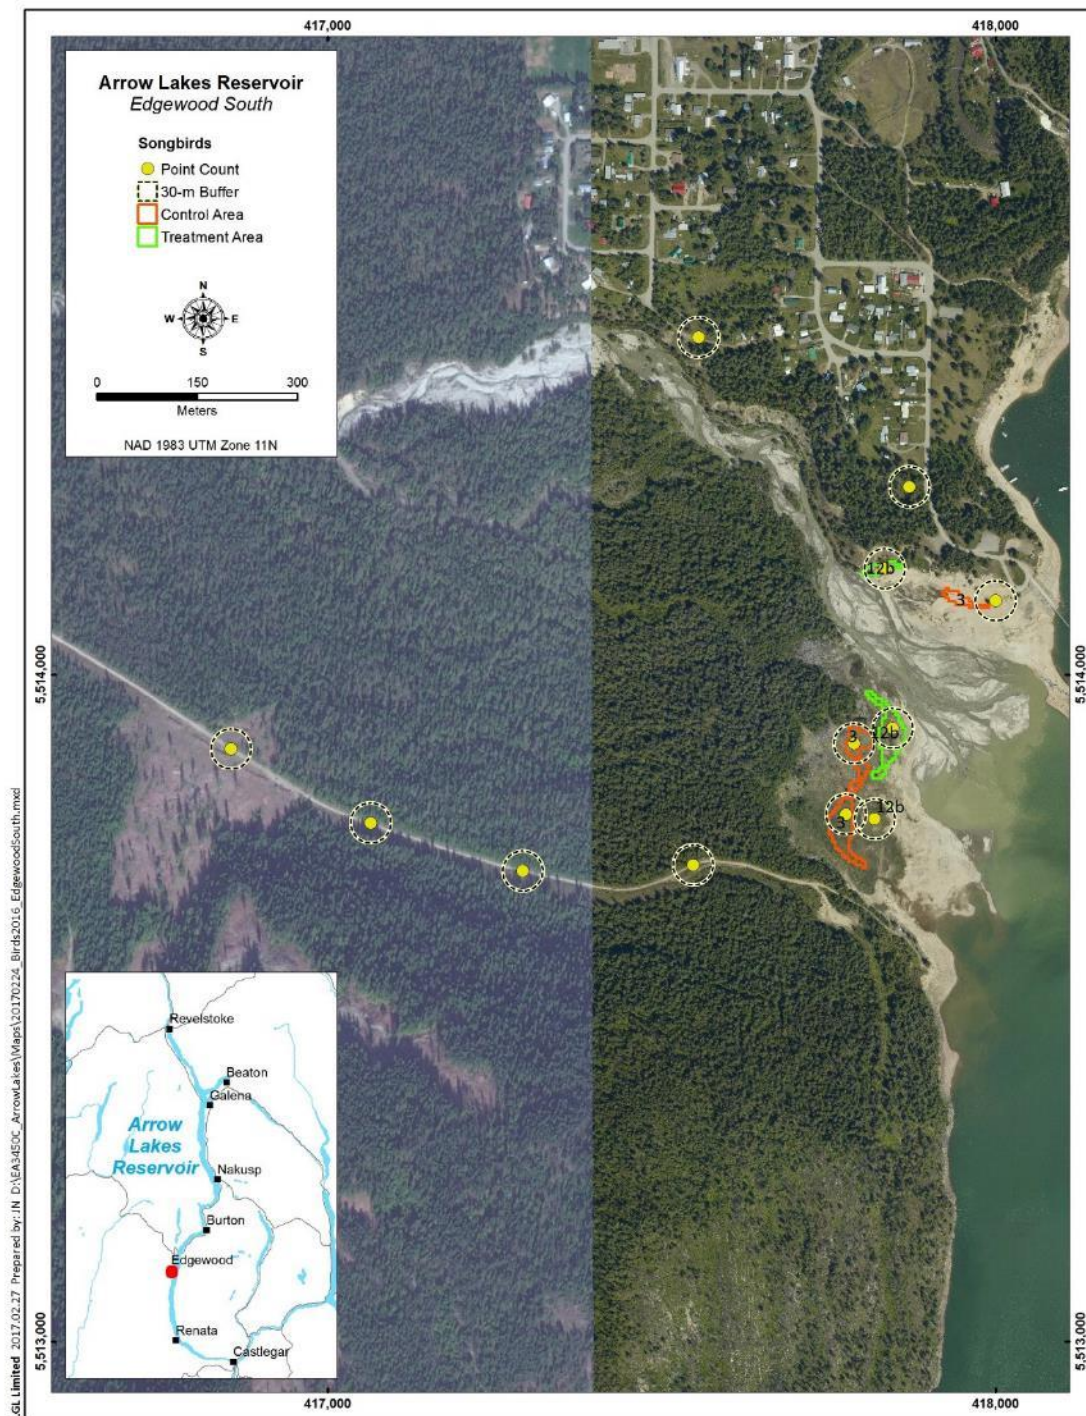 417,000
418,000
Arrow Lakes Reservoir
Edgewood South
Songbirds
Point Count
30-m Buffer
Control Area
Treatment Area
N
W E
S
0 150 300
Meters
NAD 1983 UTM Zone 11N
12b
3
5,514,000
5,514,000
3
12b
12b
3
Revelstoke
Beaton
Galena
Arrow
Lakes
Reservoir
Nakusp
Burton
Edgewood
Renata
Castlegar
5,513,000
5,513,000
417,000
418,000
.GL Limited 2017.02.27 Prepared by: JN D:\EA3450C_ArrowLakes\Maps\20170224_Birds2016_EdgewoodSouth.mxd